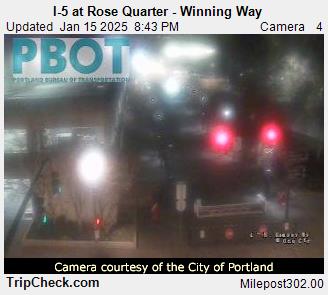 I-5 at Rose Quarter - Winning Way
Updated Jan 15 2025 8:43 PM Camera 4
PBOT
PORTLAND BUREAU OF TRANSPORTATION
Camera courtesy of the City of Portland
TripCheck.com Milepost302.00